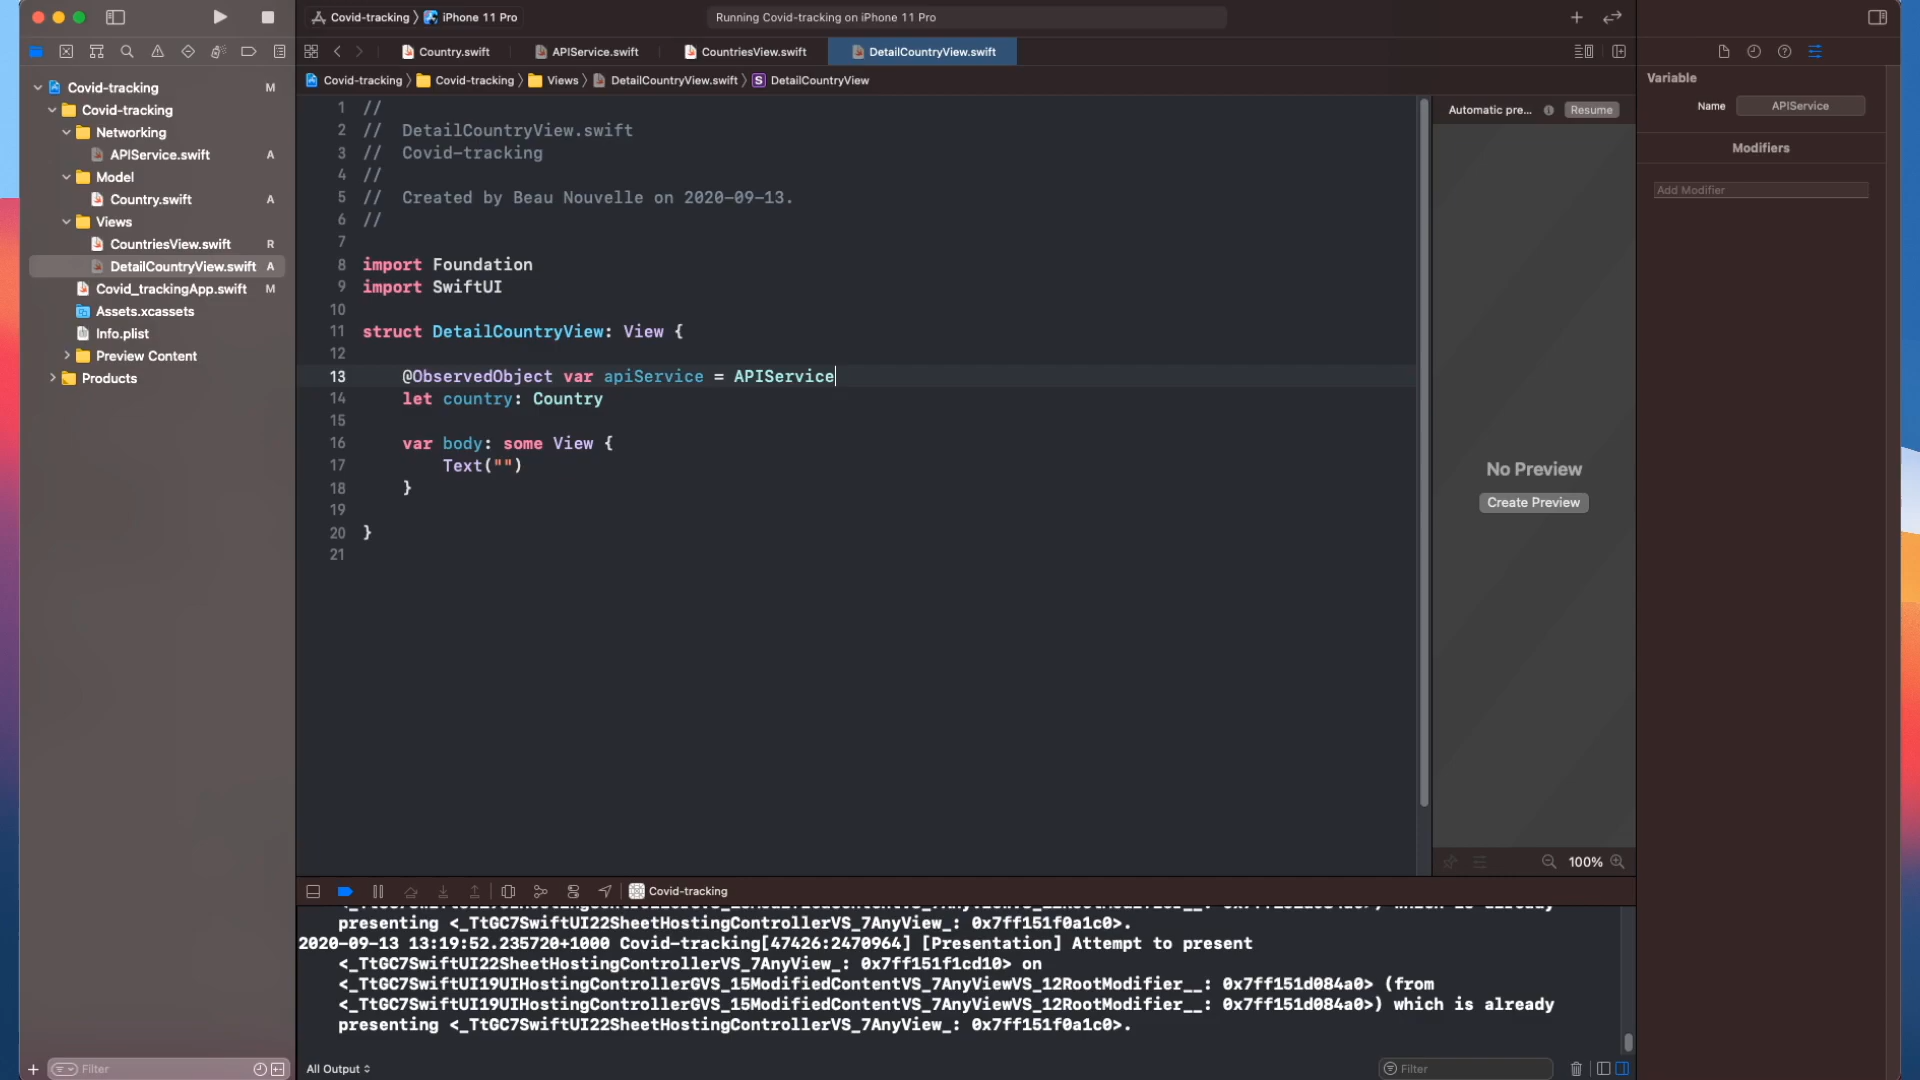 Covid-tracking
iPhone 11 Pro
Running Covid-tracking on iPhone 11 Pro
Country.swift
APIService.swift
CountriesView.swift
DetailCountryView.swift
Covid-tracking
Covid-tracking
Views
DetailCountryView.swift
S
DetailCountryView
Covid-tracking M
Covid-tracking
Networking
APIService.swift A
Model
Country.swift A
Views
CountriesView.swift R
DetailCountryView.swift A
Covid_trackingApp.swift M
Assets.xcassets
Info.plist
Preview Content
Products
Filter
1 //
2 // DetailCountryView.swift
3 // Covid-tracking
4 //
5 // Created by Beau Nouvelle on 2020-09-13.
6 //
7
8 import Foundation
9 import SwiftUI
10
11 struct DetailCountryView: View {
12
13 @ObservedObject var apiService = APIService
14 let country: Country
15
16 var body: some View {
17 Text("")
18 }
19
20 }
21
Automatic pre...
Resume
No Preview
Create Preview
100%
Variable
Name APIService
Modifiers
Add Modifier
Covid-tracking
presenting <_TtGC7SwiftUI22SheetHostingControllerVS_7AnyView_: 0x7ff151f0a1c0>.
2020-09-13 13:19:52.235720+1000 Covid-tracking[47426:2470964] [Presentation] Attempt to present
<_TtGC7SwiftUI22SheetHostingControllerVS_7AnyView_: 0x7ff151f1cd10> on
<_TtGC7SwiftUI19UIHostingControllerGVS_15ModifiedContentVS_7AnyViewVS_12RootModifier__: 0x7ff151d084a0> (from
<_TtGC7SwiftUI19UIHostingControllerGVS_15ModifiedContentVS_7AnyViewVS_12RootModifier__: 0x7ff151d084a0>) which is already
presenting <_TtGC7SwiftUI22SheetHostingControllerVS_7AnyView_: 0x7ff151f0a1c0>.
All Output
Filter